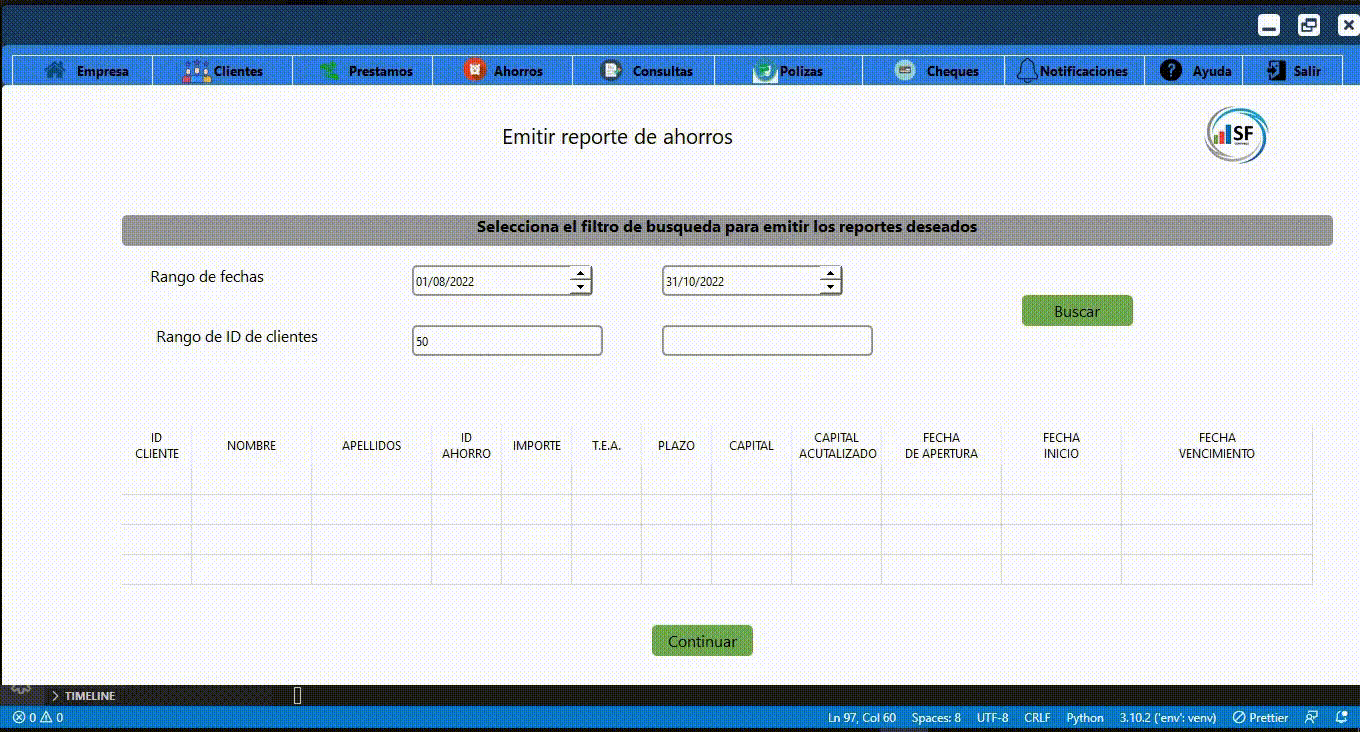 Empresa Clientes Prestamos Ahorros Consultas Polizas Cheques Notificaciones ? Ayuda Salir
Emitir reporte de ahorros
SF
Selecciona el filtro de busqueda para emitir los reportes deseados
Rango de fechas 01/08/2022 31/10/2022
Buscar
Rango de ID de clientes 50
ID CLIENTE NOMBRE APELLIDOS ID AHORRO IMPORTE T.E.A. PLAZO CAPITAL CAPITAL ACUTALIZADO FECHA DE APERTURA FECHA INICIO FECHA VENCIMIENTO
Continuar
TIMELINE
0 0 Ln 97, Col 60 Spaces: 8 UTF-8 CRLF Python 3.10.2 ('env': venv) Prettier